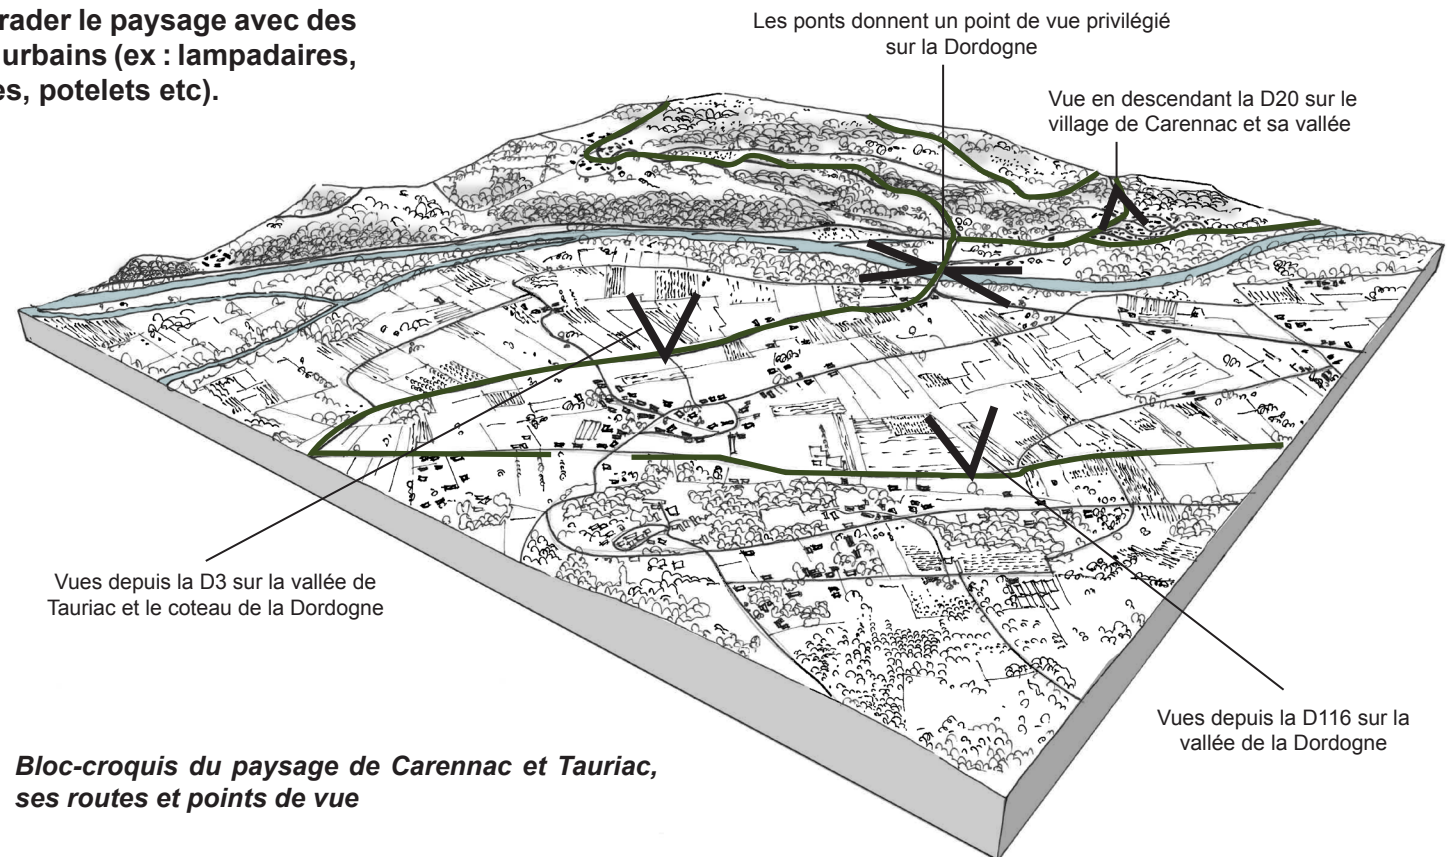 rader le paysage avec des
urbains (ex : lampadaires,
es, potelets etc).
Les ponts donnent un point de vue privilégié
sur la Dordogne
Vue en descendant la D20 sur le
village de Carennac et sa vallée
Vues depuis la D3 sur la vallée de
Tauriac et le coteau de la Dordogne
Vues depuis la D116 sur la
vallée de la Dordogne
Bloc-croquis du paysage de Carennac et Tauriac,
ses routes et points de vue